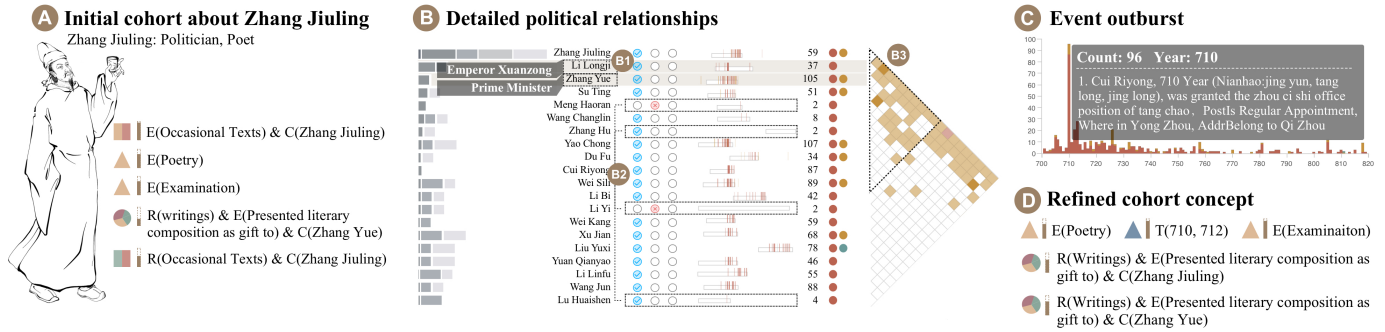 A Initial cohort about Zhang Jiuling
Zhang Jiuling: Politician, Poet
E(Occasional Texts) & C(Zhang Jiuling)
E(Poetry)
E(Examination)
R(writings) & E(Presented literary
composition as gift to) & C(Zhang Yue)
R(Occasional Texts) & C(Zhang Jiuling)
B Detailed political relationships
B1
B2
B3
Emperor Xuanzong
Prime Minister
Zhang Jiuling 59
Li Longji 37
Zhang Yue 105
Su Ting 51
Meng Haoran 2
Wang Changlin 8
Zhang Hu 2
Yao Chong 107
Du Fu 34
Cui Riyong 87
Wei Sili 89
Li Bi 42
Li Yi 2
Wei Kang 59
Xu Jian 68
Liu Yuxi 78
Yuan Qianyao 46
Li Linfu 55
Wang Jun 88
Lu Huaishen 4
C Event outburst
100
90
80
70
60
50
40
30
20
10
0
700 710 720 730 740 750 760 770 780 790 800 810 820
Count: 96 Year: 710
1. Cui Riyong, 710 Year (Nianhao:jing yun, tang
long, jing long), was granted the zhou ci shi office
position of tang chao， PostIs Regular Appointment,
Where in Yong Zhou, AddrBelong to Qi Zhou
D Refined cohort concept
E(Poetry) T(710, 712) E(Examinaiton)
R(Writings) & E(Presented literary composition as
gift to) & C(Zhang Jiuling)
R(Writings) & E(Presented literary composition as
gift to) & C(Zhang Yue)